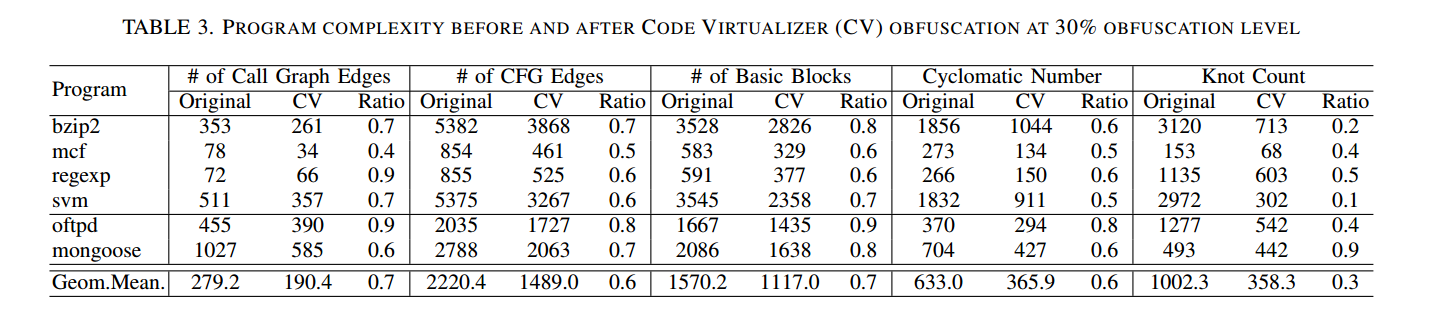 TABLE 3. PROGRAM COMPLEXITY BEFORE AND AFTER CODE VIRTUALIZER (CV) OBFUSCATION AT 30% OBFUSCATION LEVEL
Program # of Call Graph Edges # of CFG Edges # of Basic Blocks Cyclomatic Number Knot Count
Original CV Ratio Original CV Ratio Original CV Ratio Original CV Ratio Original CV Ratio
bzip2 353 261 0.7 5382 3868 0.7 3528 2826 0.8 1856 1044 0.6 3120 713 0.2
mcf 78 34 0.4 854 461 0.5 583 329 0.6 273 134 0.5 153 68 0.4
regexp 72 66 0.9 855 525 0.6 591 377 0.6 266 150 0.6 1135 603 0.5
svm 511 357 0.7 5375 3267 0.6 3545 2358 0.7 1832 911 0.5 2972 302 0.1
oftpd 455 390 0.9 2035 1727 0.8 1667 1435 0.9 370 294 0.8 1277 542 0.4
mongoose 1027 585 0.6 2788 2063 0.7 2086 1638 0.8 704 427 0.6 493 442 0.9
Geom.Mean. 279.2 190.4 0.7 2220.4 1489.0 0.6 1570.2 1117.0 0.7 633.0 365.9 0.6 1002.3 358.3 0.3